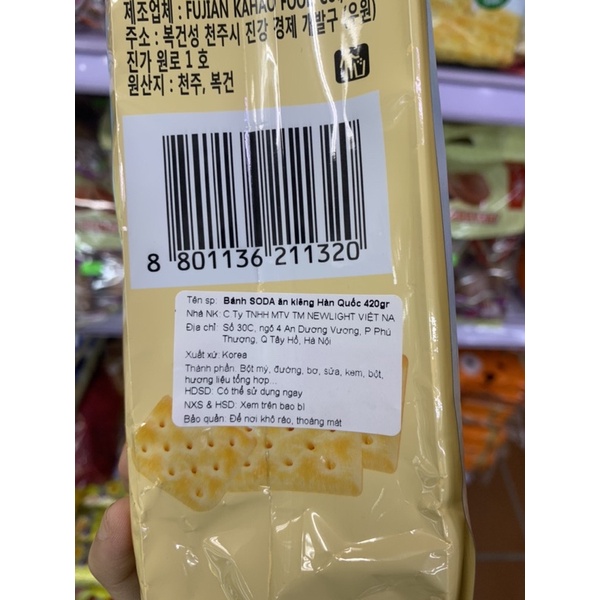 제조업체 : FUJIAN KAHAO FOOD
주소 : 복건성 천주시 진강 경제 개발구
진가 원로 1 호
원산지 : 천주, 복건
8 801136 211320
Tên sp: Bánh SODA ăn kiêng Hàn Quốc 420gr
Nhà NK: C.Ty TNHH MTV TM NEWLIGHT VIỆT NA
Địa chỉ: Số 30C, ngõ 4 An Dương Vương, P Phú
Thượng, Q Tây Hồ, Hà Nội
Xuất xứ: Korea
Thành phần: Bột mỳ, đường, bơ, sữa, kem, bột,
hương liệu tổng hợp...
HDSD: Có thể sử dụng ngay
NXS & HSD: Xem trên bao bì
Bảo quản: Để nơi khô ráo, thoáng mát